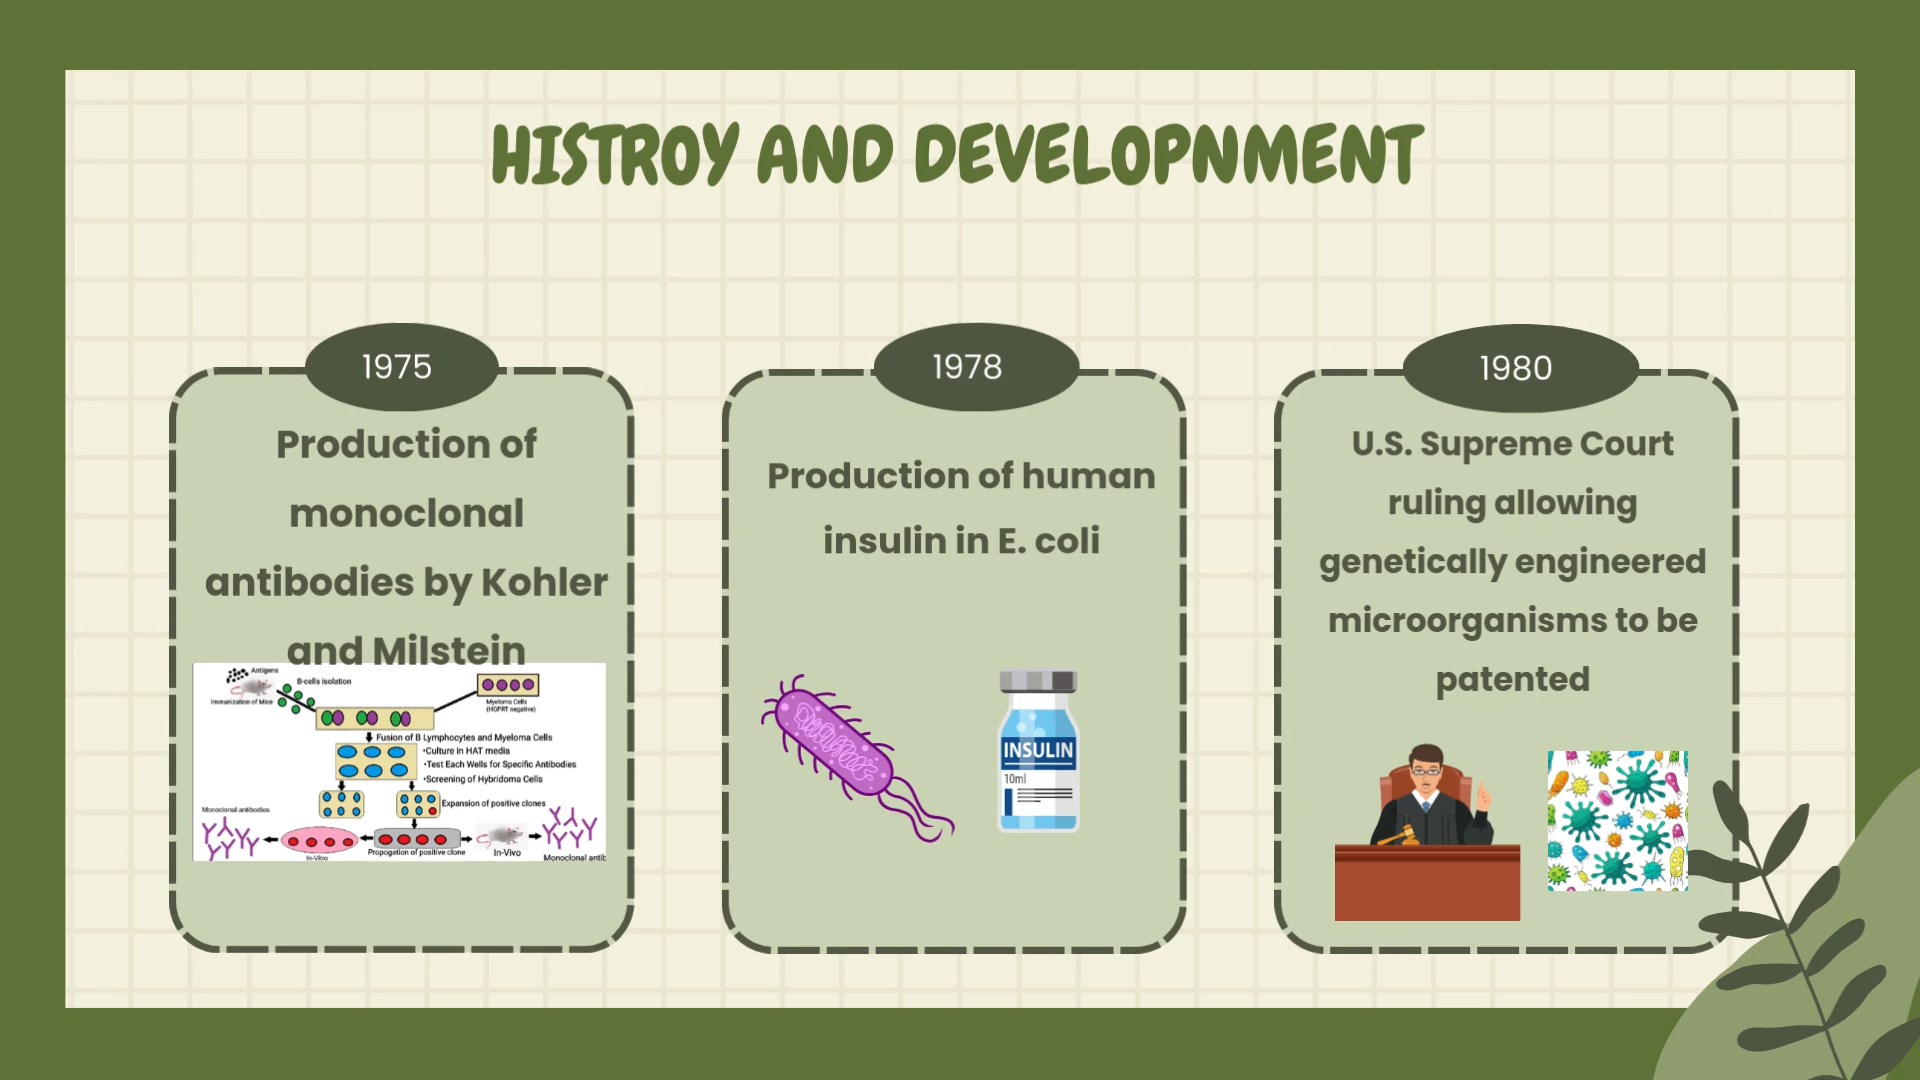 HISTROY AND DEVELOPNMENT
1975
Production of
monoclonal
antibodies by Kohler
and Milstein
Antigens
B-cells isolation
Immunization of Mice
Myeloma Cells
(HGPRT negative)
Fusion of B Lymphocytes and Myeloma Cells
•Culture in HAT media
•Test Each Wells for Specific Antibodies
•Screening of Hybridoma Cells
Expansion of positive clones
Monoclonal antibodies
Propogation of positive clone
In-Vitro
In-Vivo
Monoclonal antib
1978
Production of human
insulin in E. coli
INSULIN
10ml
1980
U.S. Supreme Court
ruling allowing
genetically engineered
microorganisms to be
patented